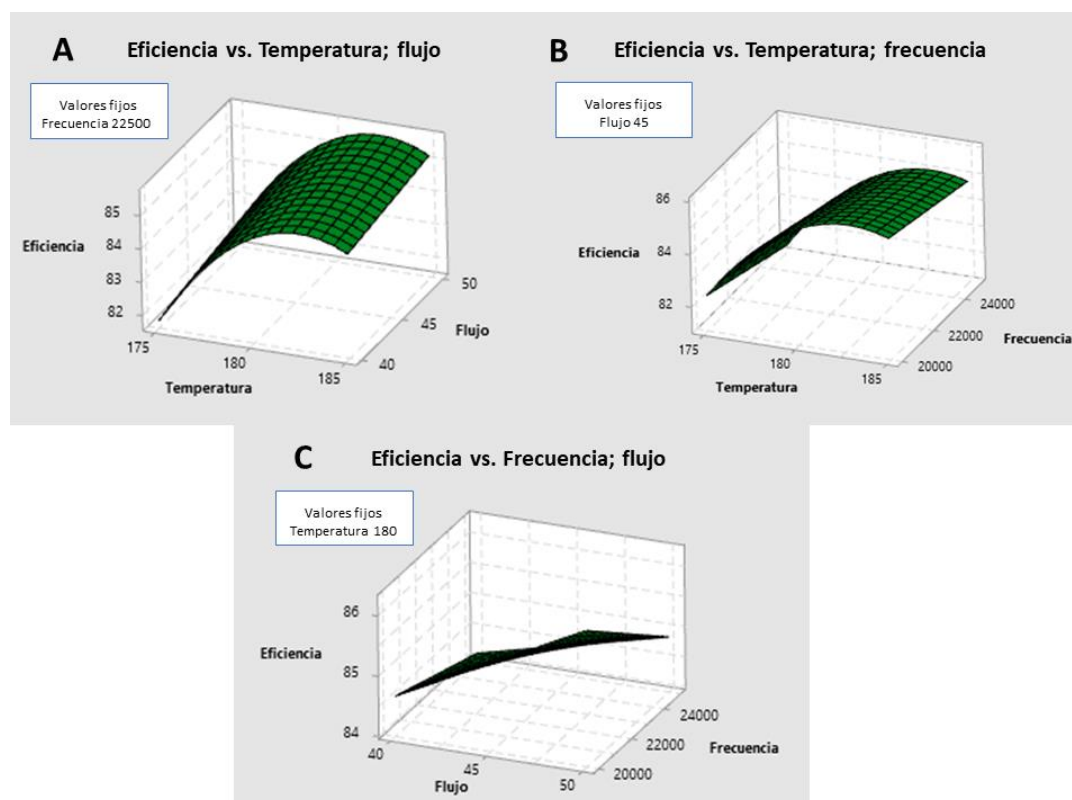 A
Eficiencia vs. Temperatura; flujo
Valores fijos
Frecuencia 22500
85
84
83
82
Eficiencia
175
180
185
Temperatura
50
45
40
Flujo
B
Eficiencia vs. Temperatura; frecuencia
Valores fijos
Flujo 45
86
84
82
Eficiencia
175
180
185
Temperatura
24000
22000
20000
Frecuencia
C
Eficiencia vs. Frecuencia; flujo
Valores fijos
Temperatura 180
86
85
84
Eficiencia
40
45
50
Flujo
24000
22000
20000
Frecuencia